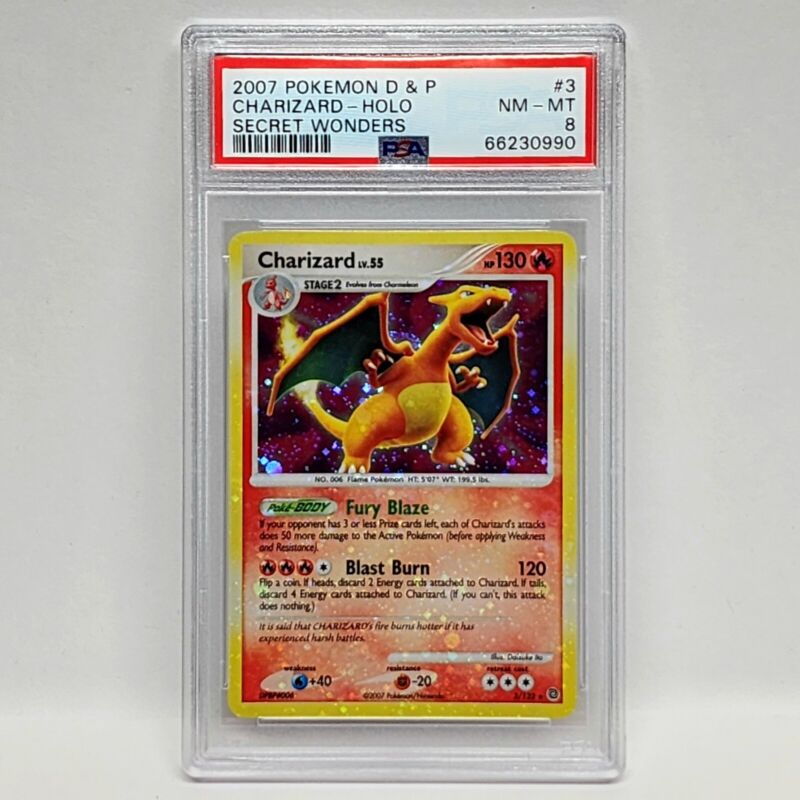 2007 POKEMON D & P #3
CHARIZARD - HOLO NM - MT
SECRET WONDERS 8
PSA 66230990
Charizard LV.55 HP 130
STAGE2 Evolves from Charmeleon
NO. 006 Flame Pokémon HT: 5'07" WT: 199.5 lbs.
Poké-BODY Fury Blaze
If your opponent has 3 or less Prize cards left, each of Charizard's attacks
does 50 more damage to the Active Pokémon (before applying Weakness
and Resistance).
Blast Burn 120
Flip a coin. If heads, discard 2 Energy cards attached to Charizard. If tails,
discard 4 Energy cards attached to Charizard. (If you can't, this attack
does nothing.)
It is said that CHARIZARD's fire burns hotter if it has
experienced harsh battles.
Illus. Daisuke Ito
weakness resistance retreat cost
+40 -20
DPBP#006 ©2007 Pokémon/Nintendo 3/132